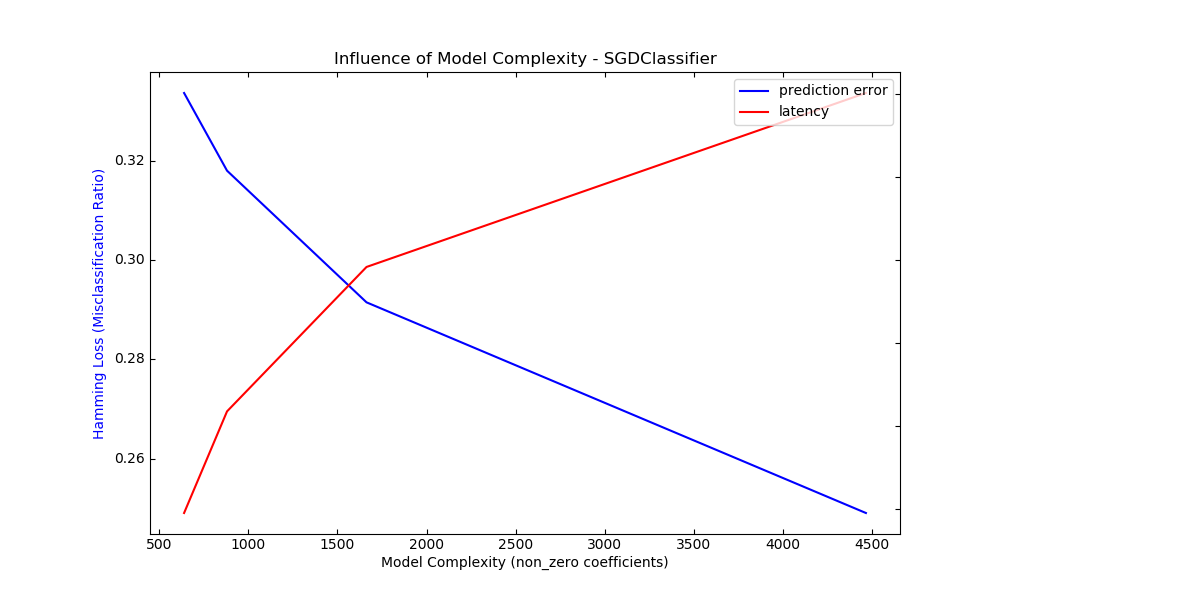 Influence of Model Complexity - SGDClassifier
prediction error
latency
0.32
0.30
0.28
0.26
Hamming Loss (Misclassification Ratio)
500 1000 1500 2000 2500 3000 3500 4000 4500
Model Complexity (non_zero coefficients)